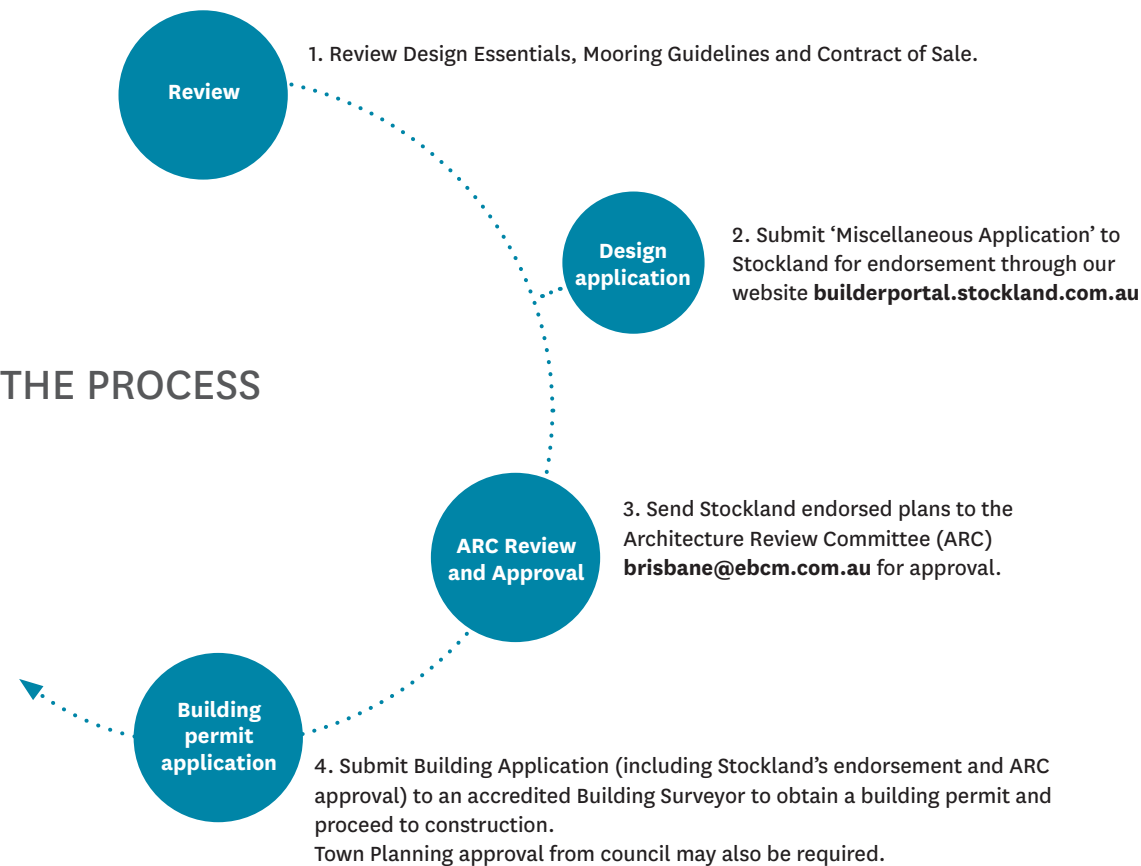 1. Review Design Essentials, Mooring Guidelines and Contract of Sale.
Review
Design
application
2. Submit ‘Miscellaneous Application’ to
Stockland for endorsement through our
website builderportal.stockland.com.au
THE PROCESS
ARC Review
and Approval
3. Send Stockland endorsed plans to the
Architecture Review Committee (ARC)
brisbane@ebcm.com.au for approval.
Building
permit
application
4. Submit Building Application (including Stockland’s endorsement and ARC
approval) to an accredited Building Surveyor to obtain a building permit and
proceed to construction.
Town Planning approval from council may also be required.